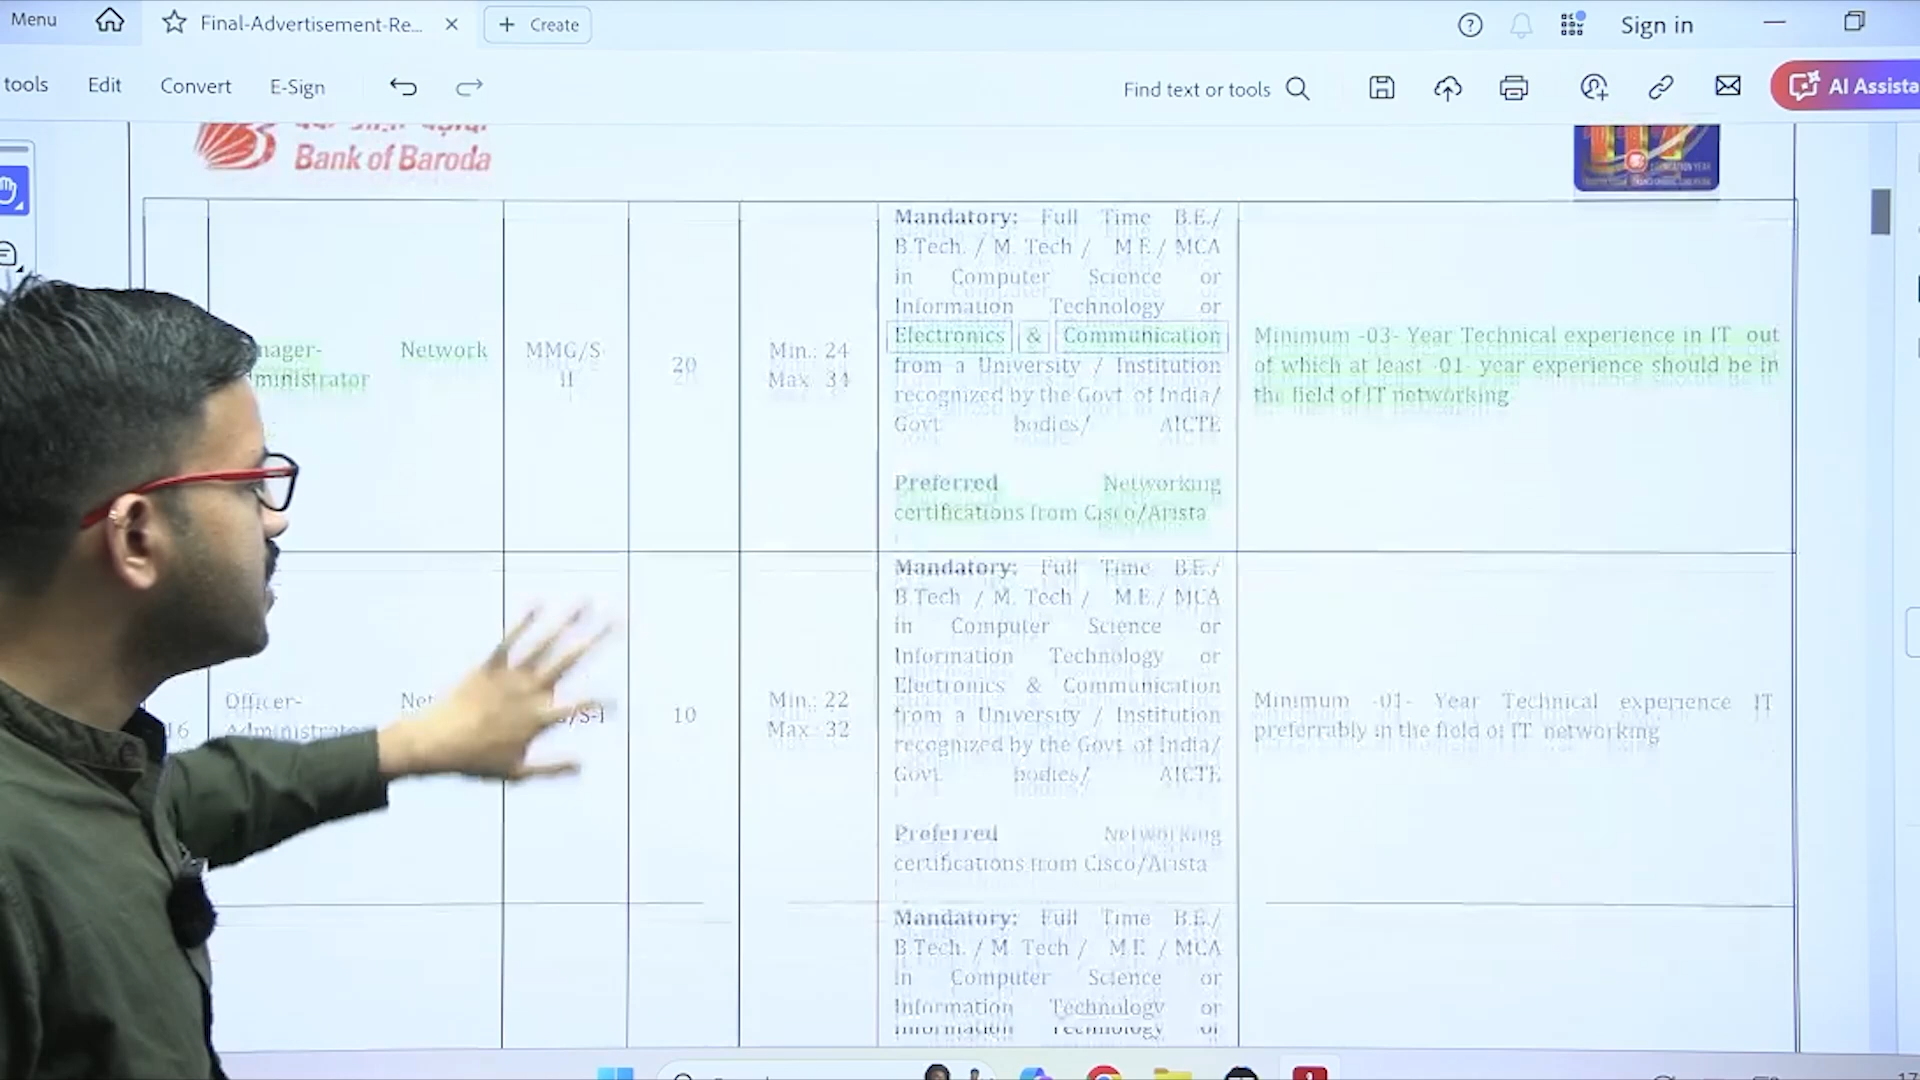 Menu
Final-Advertisement-Re...
Create
Sign in
tools
Edit
Convert
E-Sign
Find text or tools
AI Assista
Bank of Baroda
nager- Network
ministrator
MMG/S-
II
20
Min.: 24
Max.: 34
Mandatory: Full Time B.E./
B.Tech. / M. Tech / M.E./ MCA
in Computer Science or
Information Technology or
Electronics & Communication
from a University / Institution
recognized by the Govt. of India/
Govt. bodies/ AICTE
Preferred Networking
certifications from Cisco/Arista
Minimum -03- Year Technical experience in IT out
of which at least -01- year experience should be in
the field of IT networking
16
Officer- Net
Administrator
/S-I
10
Min.: 22
Max.: 32
Mandatory: Full Time B.E./
B.Tech. / M. Tech / M.E./ MCA
in Computer Science or
Information Technology or
Electronics & Communication
from a University / Institution
recognized by the Govt. of India/
Govt. bodies/ AICTE
Preferred Networking
certifications from Cisco/Arista
Minimum -01- Year Technical experience IT
preferrably in the field of IT networking
Mandatory: Full Time B.E./
B.Tech. / M. Tech / M.E. / MCA
in Computer Science or
Information Technology or